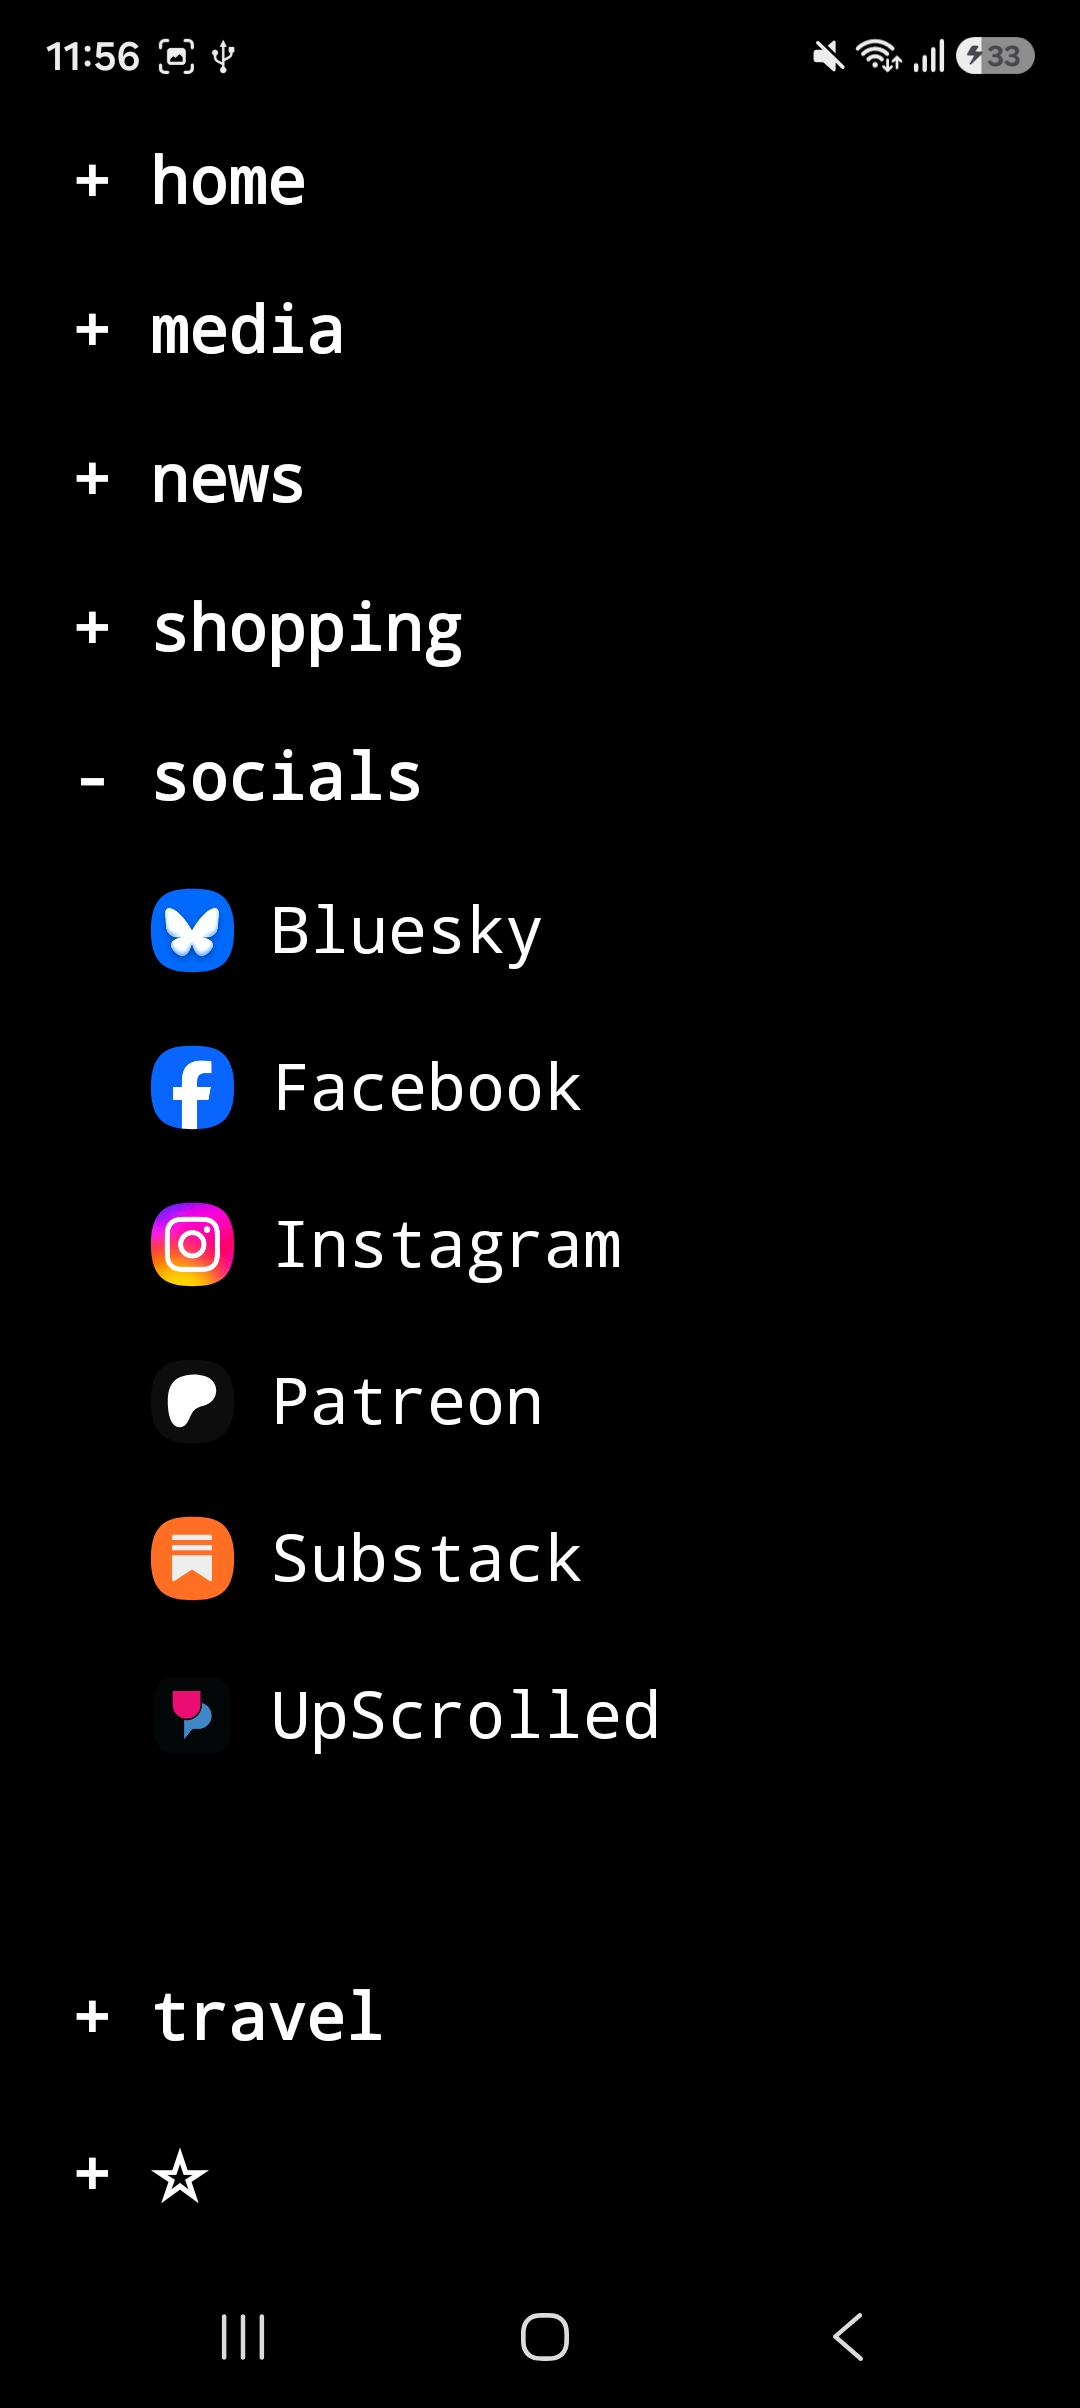 11:56 33
+ home
+ media
+ news
+ shopping
- socials
Bluesky
Facebook
Instagram
Patreon
Substack
UpScrolled
+ travel
+ ☆